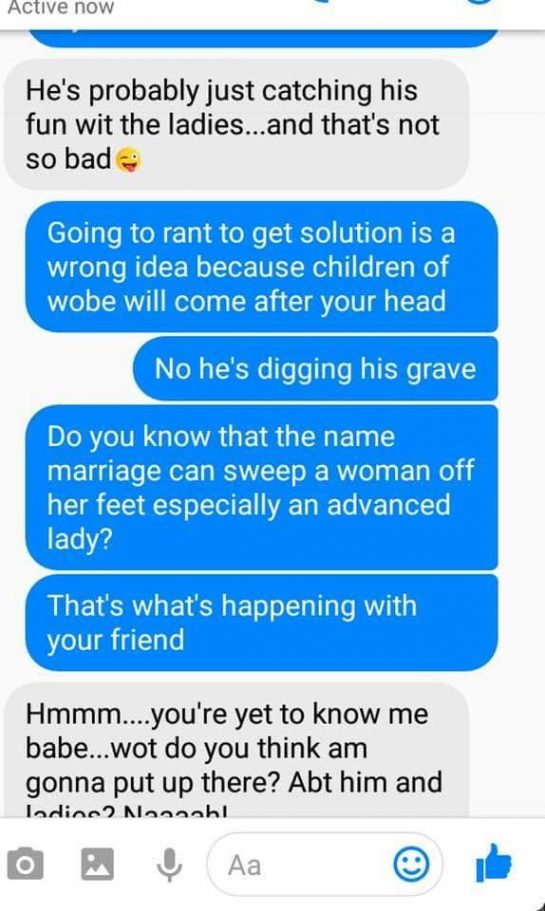 Active now
He's probably just catching his
fun wit the ladies...and that's not
so bad😜
Going to rant to get solution is a
wrong idea because children of
wobe will come after your head
No he's digging his grave
Do you know that the name
marriage can sweep a woman off
her feet especially an advanced
lady?
That's what's happening with
your friend
Hmmm....you're yet to know me
babe...wot do you think am
gonna put up there? Abt him and
ladies? Naaaah!
Aa